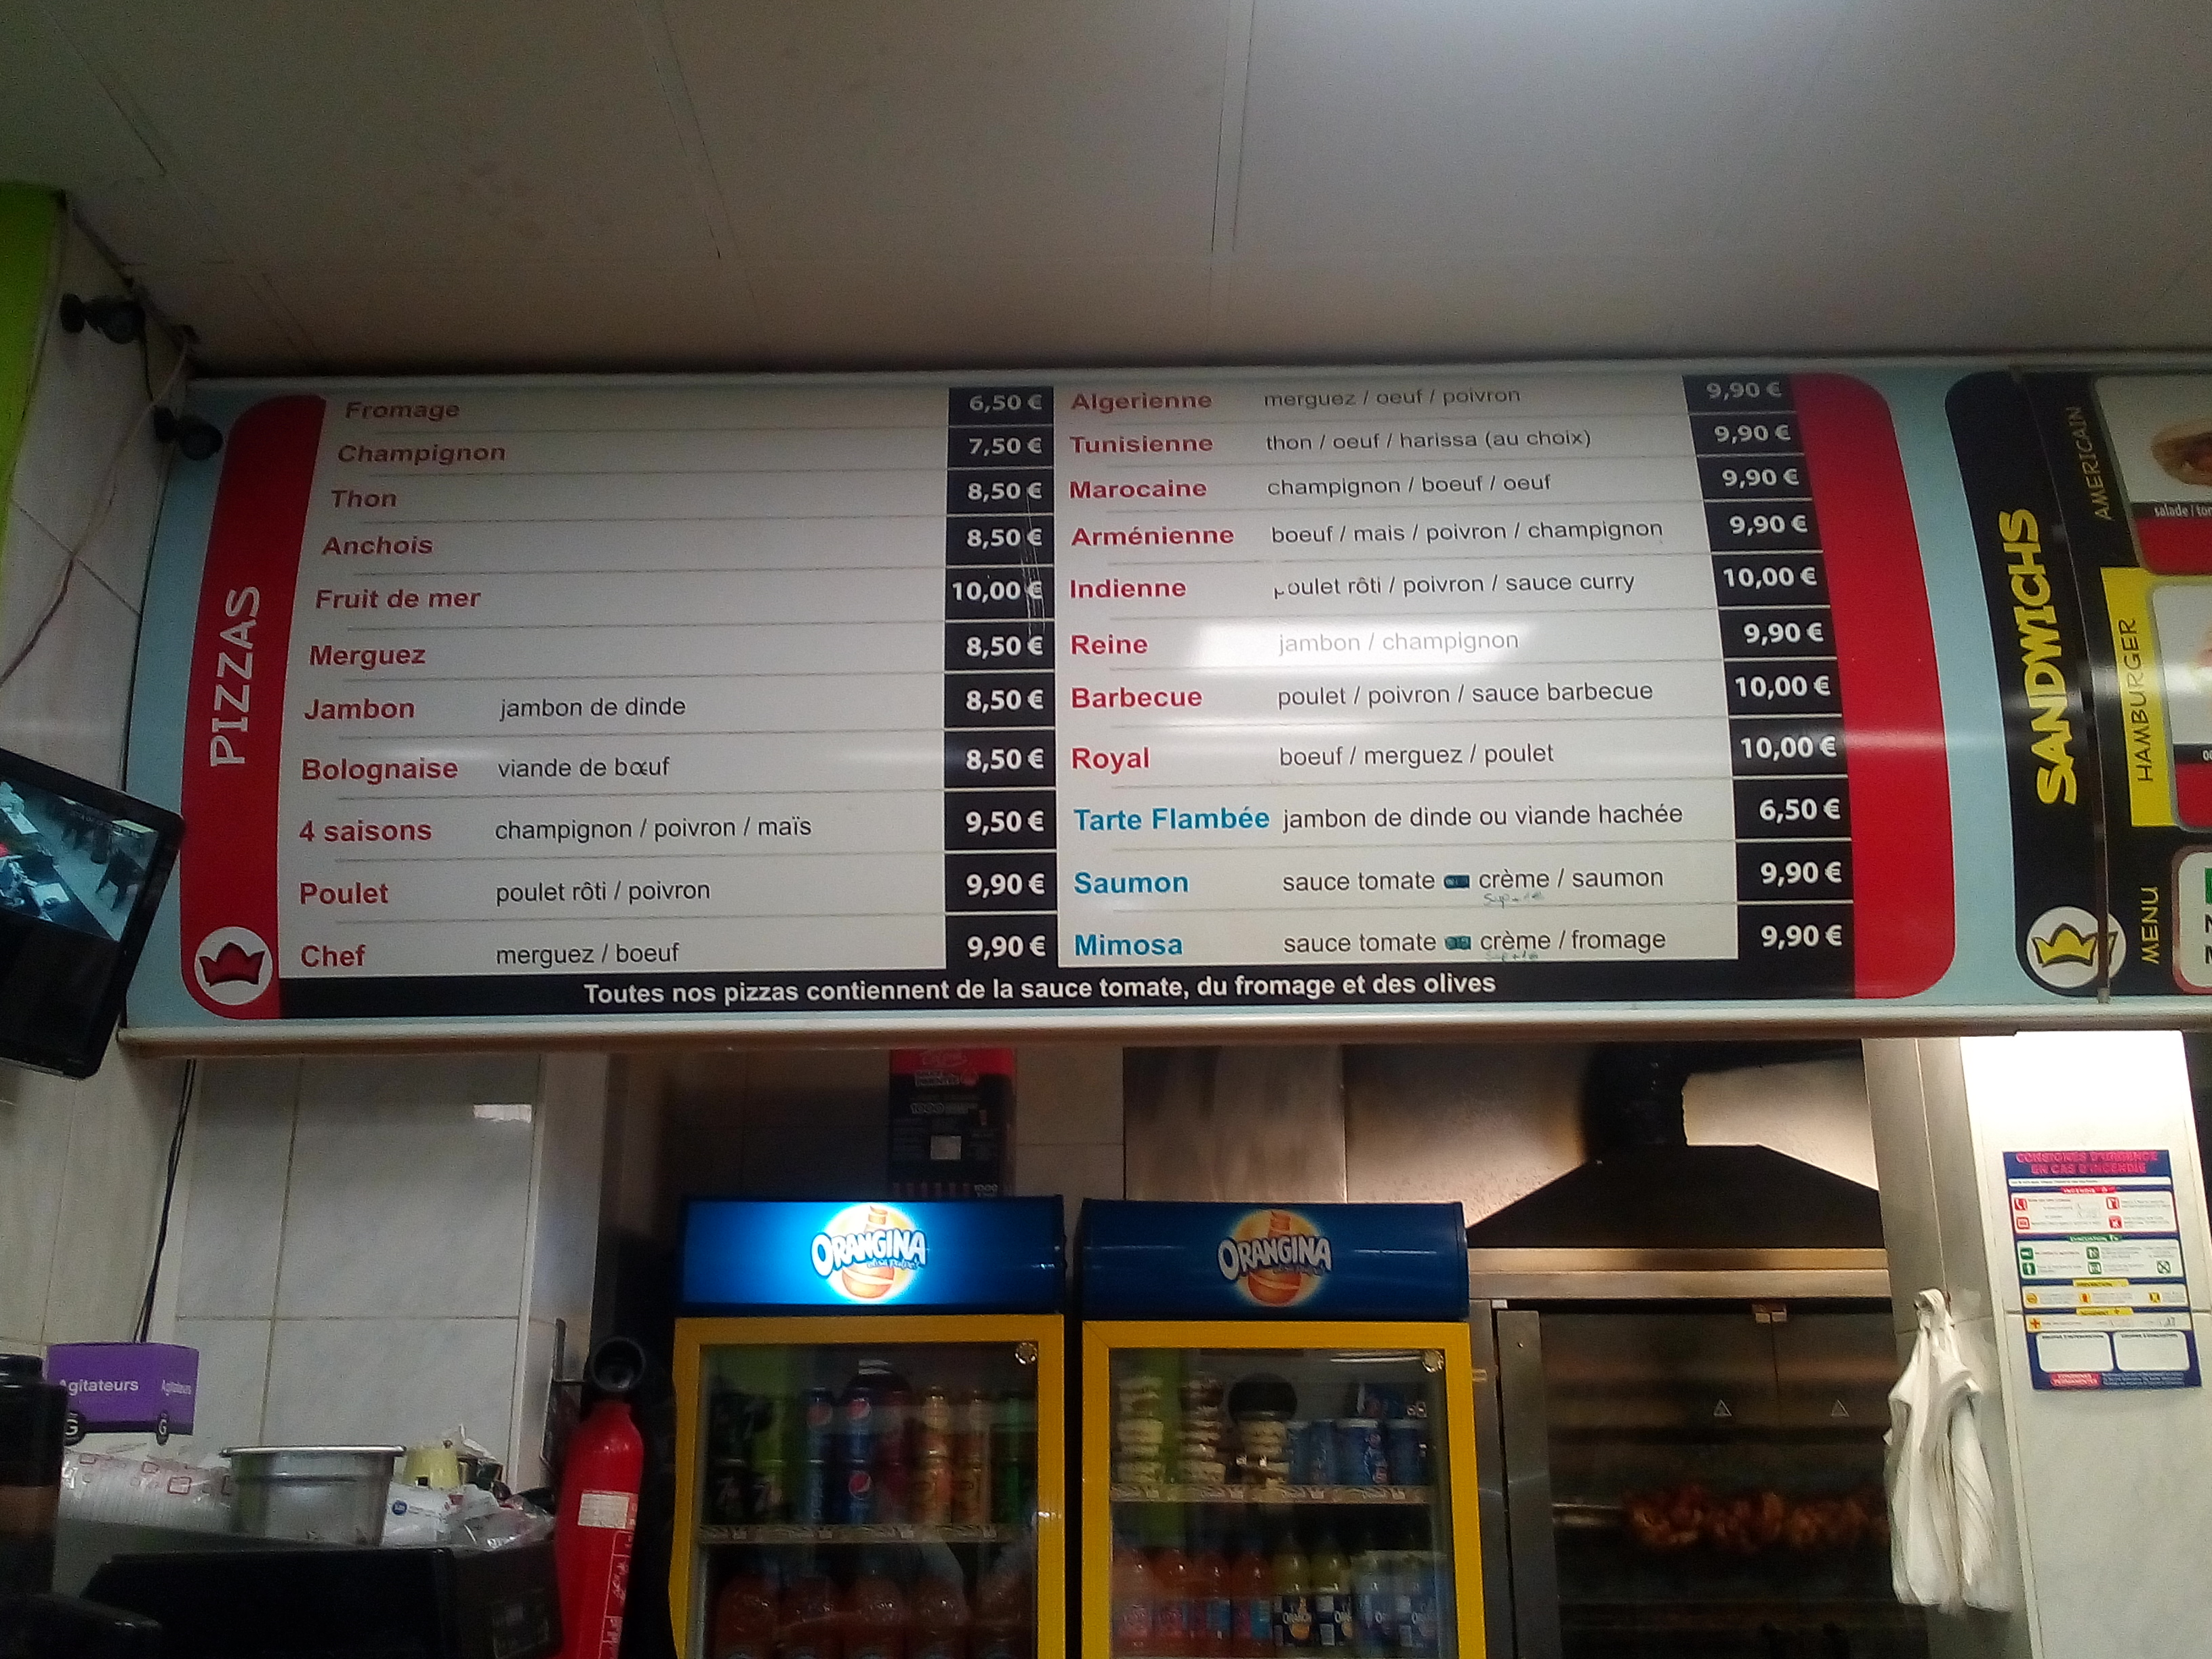 PIZZAS
Fromage 6,50 €
Champignon 7,50 €
Thon 8,50 €
Anchois 8,50 €
Fruit de mer 10,00 €
Merguez 8,50 €
Jambon jambon de dinde 8,50 €
Bolognaise viande de bœuf 8,50 €
4 saisons champignon / poivron / maïs 9,50 €
Poulet poulet rôti / poivron 9,90 €
Chef merguez / boeuf 9,90 €
Algerienne merguez / oeuf / poivron 9,90 €
Tunisienne thon / oeuf / harissa (au choix) 9,90 €
Marocaine champignon / boeuf / oeuf 9,90 €
Arménienne boeuf / mais / poivron / champignon 9,90 €
Indienne poulet rôti / poivron / sauce curry 10,00 €
Reine jambon / champignon 9,90 €
Barbecue poulet / poivron / sauce barbecue 10,00 €
Royal boeuf / merguez / poulet 10,00 €
Tarte Flambée jambon de dinde ou viande hachée 6,50 €
Saumon sauce tomate crème / saumon 9,90 €
Mimosa sauce tomate crème / fromage 9,90 €
Toutes nos pizzas contiennent de la sauce tomate, du fromage et des olives
SANDWICHS
AMERICAIN
salade
HAMBURGER
MENU
ORANGINA
ORANGINA
Agitateurs
CONSIGNES D'URGENCE
EN CAS D'INCENDIE